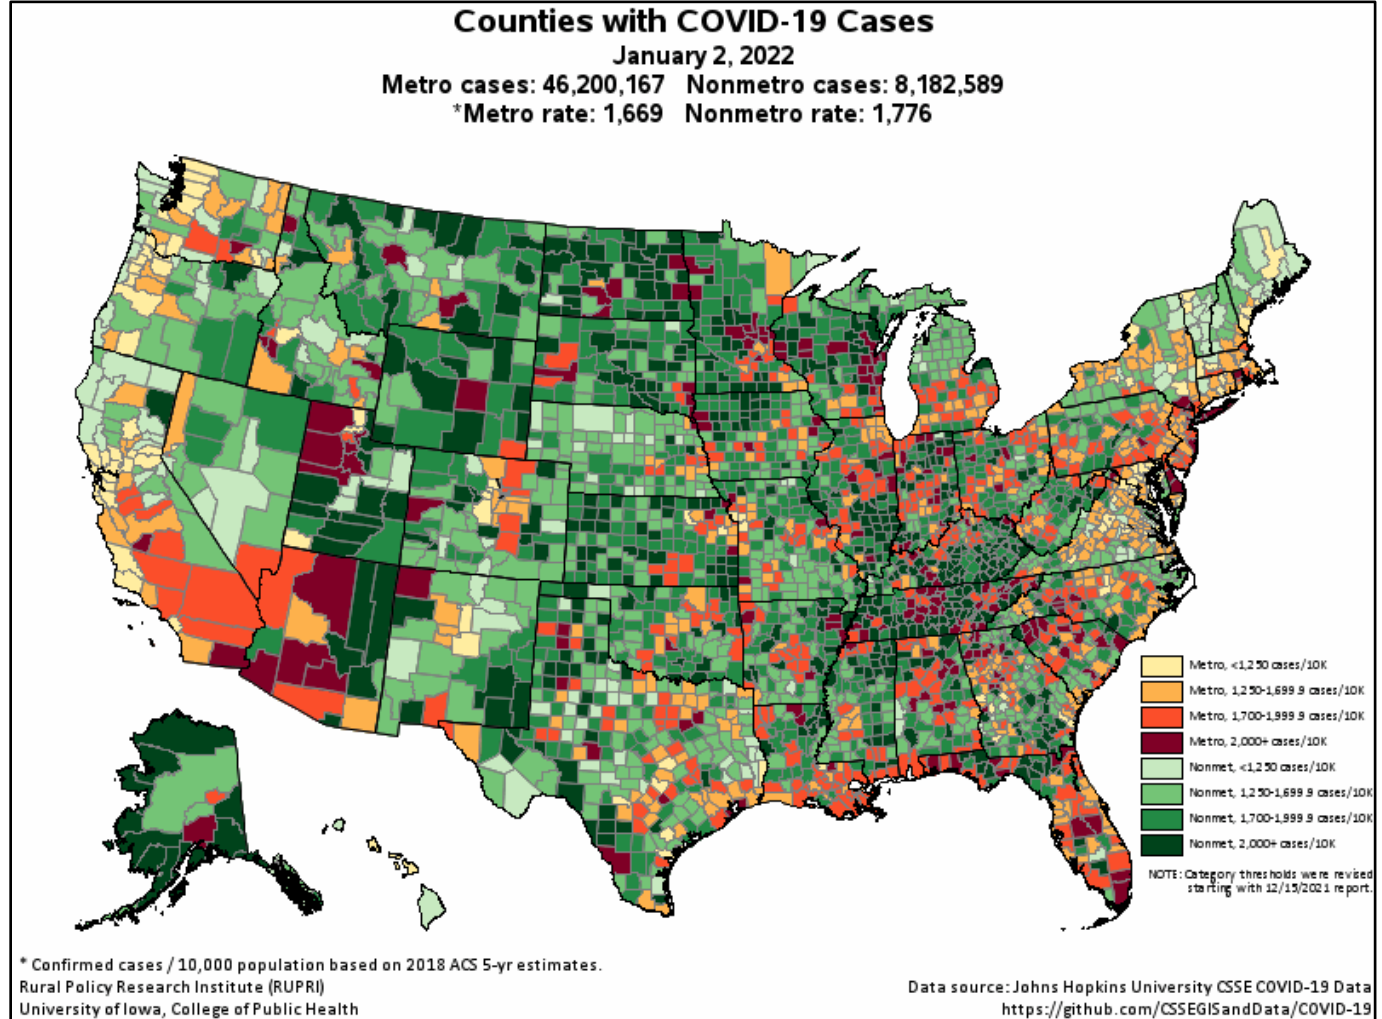 Counties with COVID-19 Cases
January 2, 2022
Metro cases: 46,200,167 Nonmetro cases: 8,182,589
*Metro rate: 1,669 Nonmetro rate: 1,776
Metro, <1,250 cases/10K
Metro, 1,250-1,699.9 cases/10K
Metro, 1,700-1,999.9 cases/10K
Metro, 2,000+ cases/10K
Nonmet, <1,250 cases/10K
Nonmet, 1,250-1,699.9 cases/10K
Nonmet, 1,700-1,999.9 cases/10K
Nonmet, 2,000+ cases/10K
NOTE: Category thresholds were revised
starting with 12/15/2021 report.
* Confirmed cases / 10,000 population based on 2018 ACS 5-yr estimates.
Rural Policy Research Institute (RUPRI)
University of Iowa, College of Public Health
Data source: Johns Hopkins University CSSE COVID-19 Data
https://github.com/CSSEGISandData/COVID-19